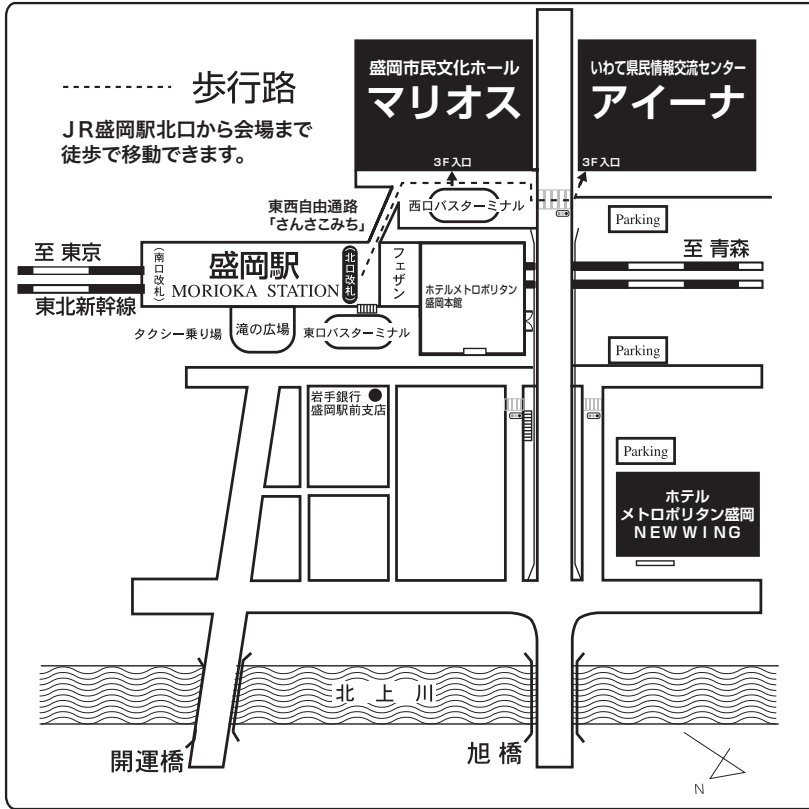 歩行路
JR盛岡駅北口から会場まで
徒歩で移動できます。
盛岡市民文化ホール
マリオス
3F入口
いわて県民情報交流センター
アイーナ
3F入口
東西自由通路
「さんさこみち」
西口バスターミナル
Parking
至 東京
東北新幹線
(南口改札)
盛岡駅
MORIOKA STATION
北口改札
フェザン
ホテルメトロポリタン
盛岡本館
至 青森
タクシー乗り場
滝の広場
東口バスターミナル
Parking
岩手銀行
盛岡駅前支店
Parking
ホテル
メトロポリタン盛岡
NEW WING
北上川
開運橋
旭橋
N